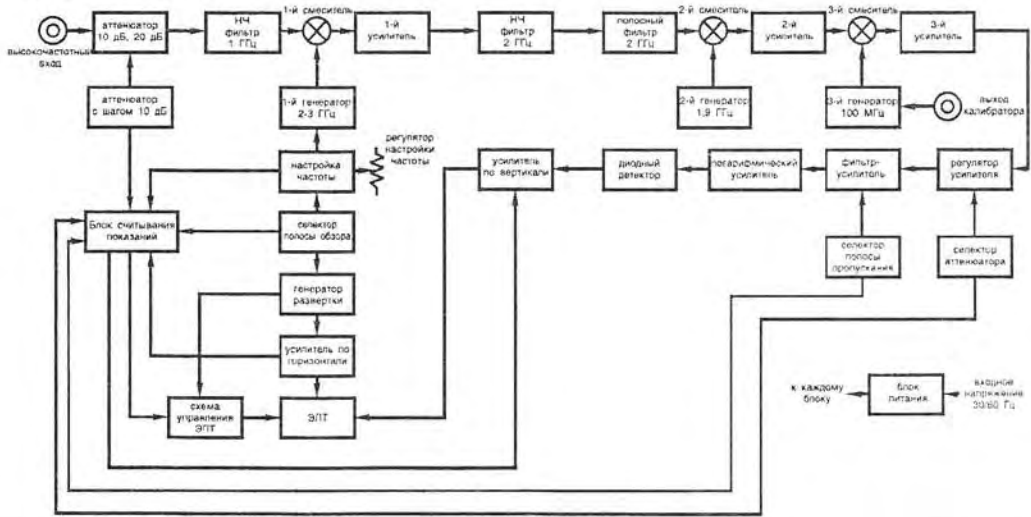 высокочастотный
вход
аттенюатор
10 дБ, 20 дБ
НЧ
фильтр
1 ГГц
1-й смеситель
1-й
усилитель
НЧ
фильтр
2 ГГц
полосный
фильтр
2 ГГц
2-й смеситель
2-й
усилитель
3-й смеситель
3-й
усилитель
аттенюатор
с шагом 10 дБ
1-й генератор
2-3 ГГц
2-й генератор
1,9 ГГц
3-й генератор
100 МГц
выход
калибратора
регулятор
настройки
частоты
настройка
частоты
усилитель
по вертикали
диодный
детектор
логарифмический
усилитель
фильтр-
усилитель
регулятор
усилителя
Блок считывания
показаний
селектор
полосы обзора
селектор
полосы
пропускания
селектор
аттенюатора
генератор
развертки
усилитель по
горизонтали
схема
управления
ЭЛТ
ЭЛТ
к каждому
блоку
блок
питания
входное
напряжение
30/60 Гц